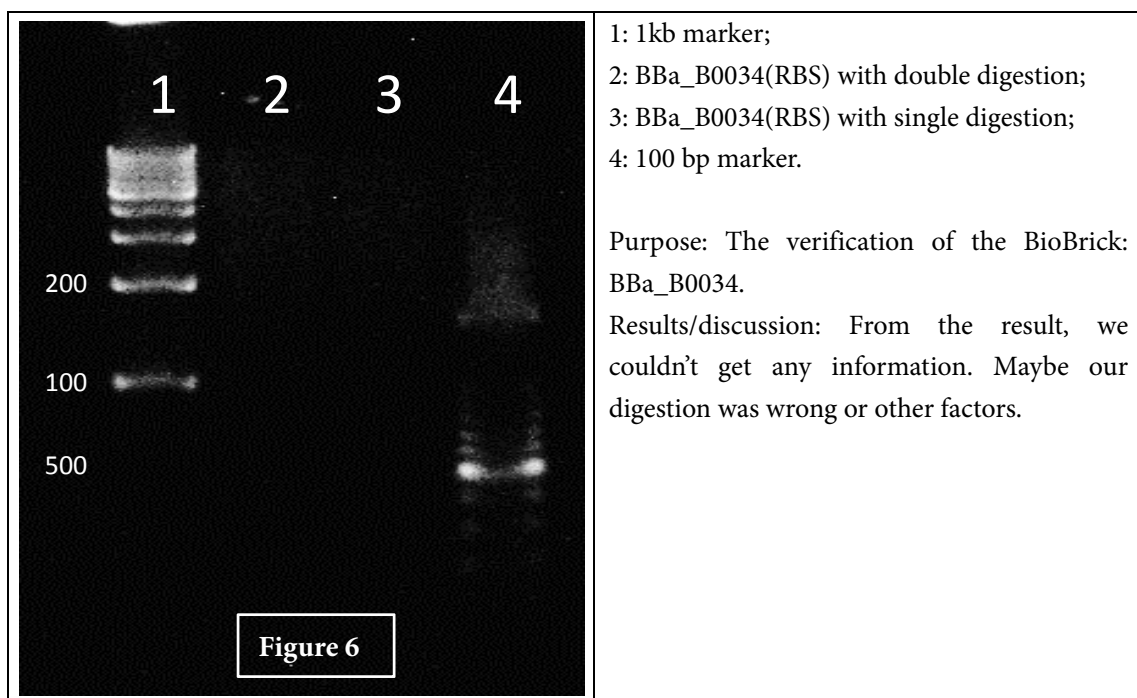 1 2 3 4
200
100
500
Figure 6
1: 1kb marker;
2: BBa_B0034(RBS) with double digestion;
3: BBa_B0034(RBS) with single digestion;
4: 100 bp marker.
Purpose: The verification of the BioBrick:
BBa_B0034.
Results/discussion: From the result, we
couldn’t get any information. Maybe our
digestion was wrong or other factors.